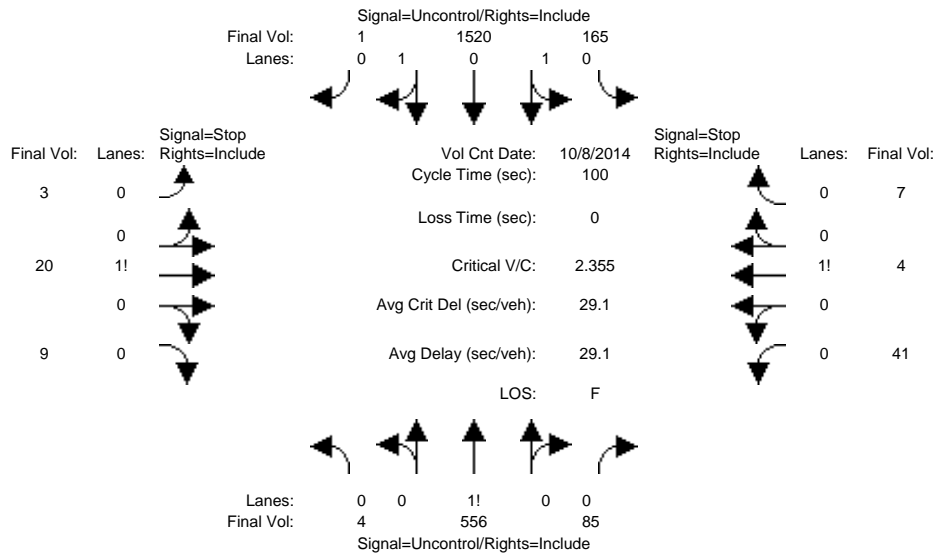 Signal=Uncontrol/Rights=Include
Final Vol: 1 1520 165
Lanes: 0 1 0 1 0
Signal=Stop
Final Vol: Lanes: Rights=Include
Vol Cnt Date: 10/8/2014
Signal=Stop
Rights=Include Lanes: Final Vol:
Cycle Time (sec): 100
3 0
0 7
Loss Time (sec): 0
0
0
20 1!
Critical V/C: 2.355
1! 4
0
Avg Crit Del (sec/veh): 29.1
0
9 0
Avg Delay (sec/veh): 29.1
0 41
LOS: F
Lanes: 0 0 1! 0 0
Final Vol: 4 556 85
Signal=Uncontrol/Rights=Include